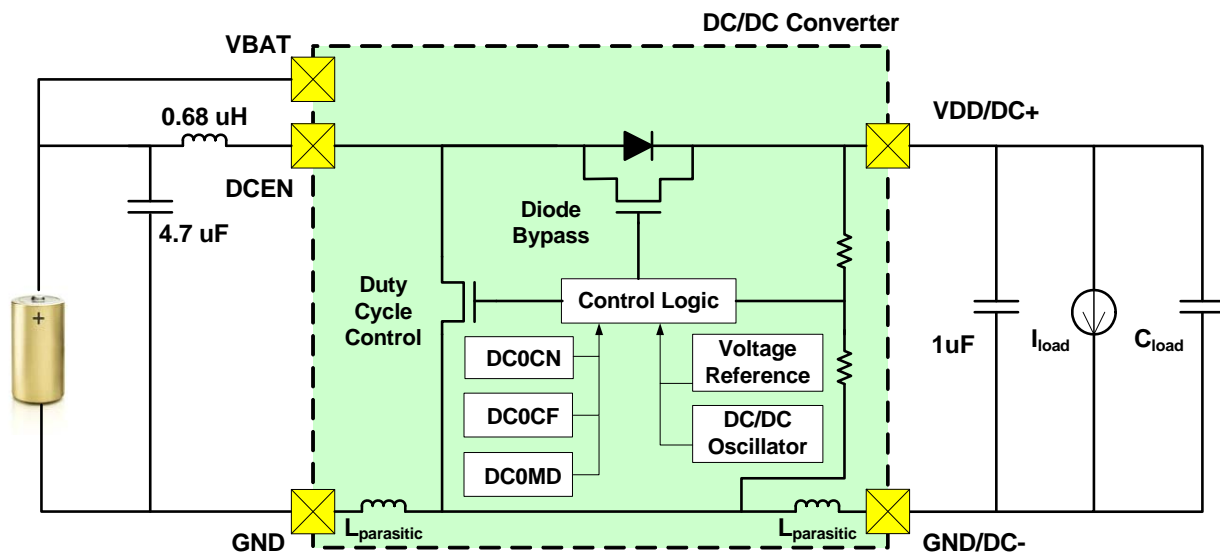 DC/DC Converter
VBAT
0.68 uH
VDD/DC+
DCEN
4.7 uF
Diode
Bypass
Duty
Cycle
Control
Control Logic
+
DC0CN
Voltage
Reference
1uF
Iload
Cload
DC0CF
DC/DC
Oscillator
DC0MD
Lparasitic
Lparasitic
GND
GND/DC-